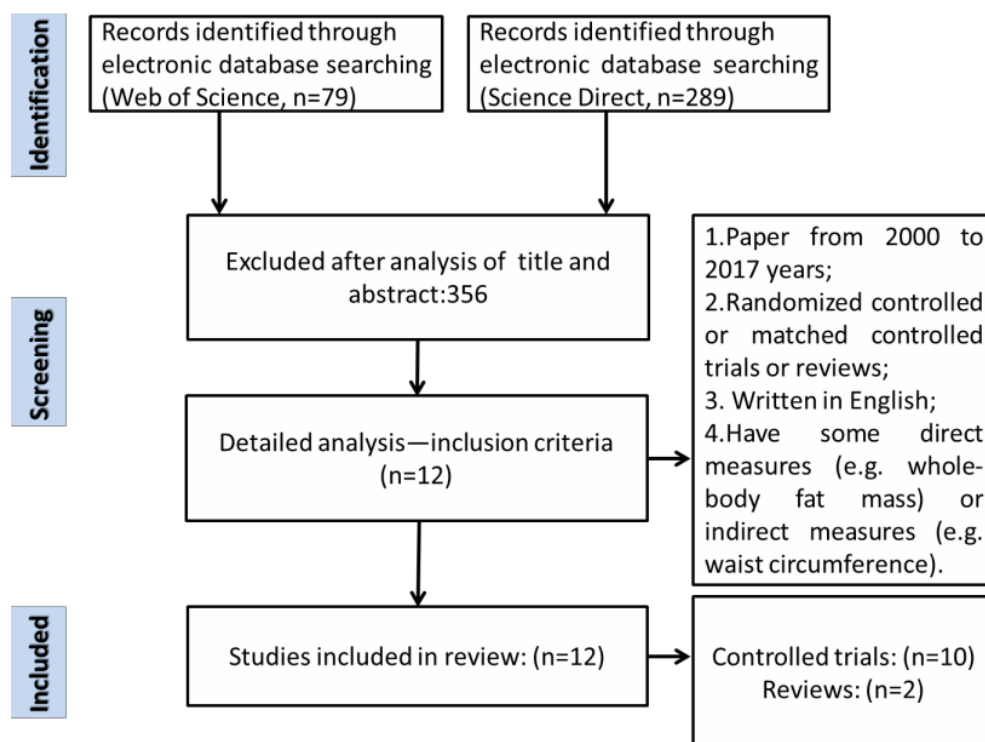 Identification
Records identified through
electronic database searching
(Web of Science, n=79)
Records identified through
electronic database searching
(Science Direct, n=289)
Screening
Excluded after analysis of title and
abstract:356
1.Paper from 2000 to
2017 years;
2.Randomized controlled
or matched controlled
trials or reviews;
3. Written in English;
4.Have some direct
measures (e.g. whole-
body fat mass) or
indirect measures (e.g.
waist circumference).
Detailed analysis—inclusion criteria
(n=12)
Included
Studies included in review: (n=12)
Controlled trials: (n=10)
Reviews: (n=2)